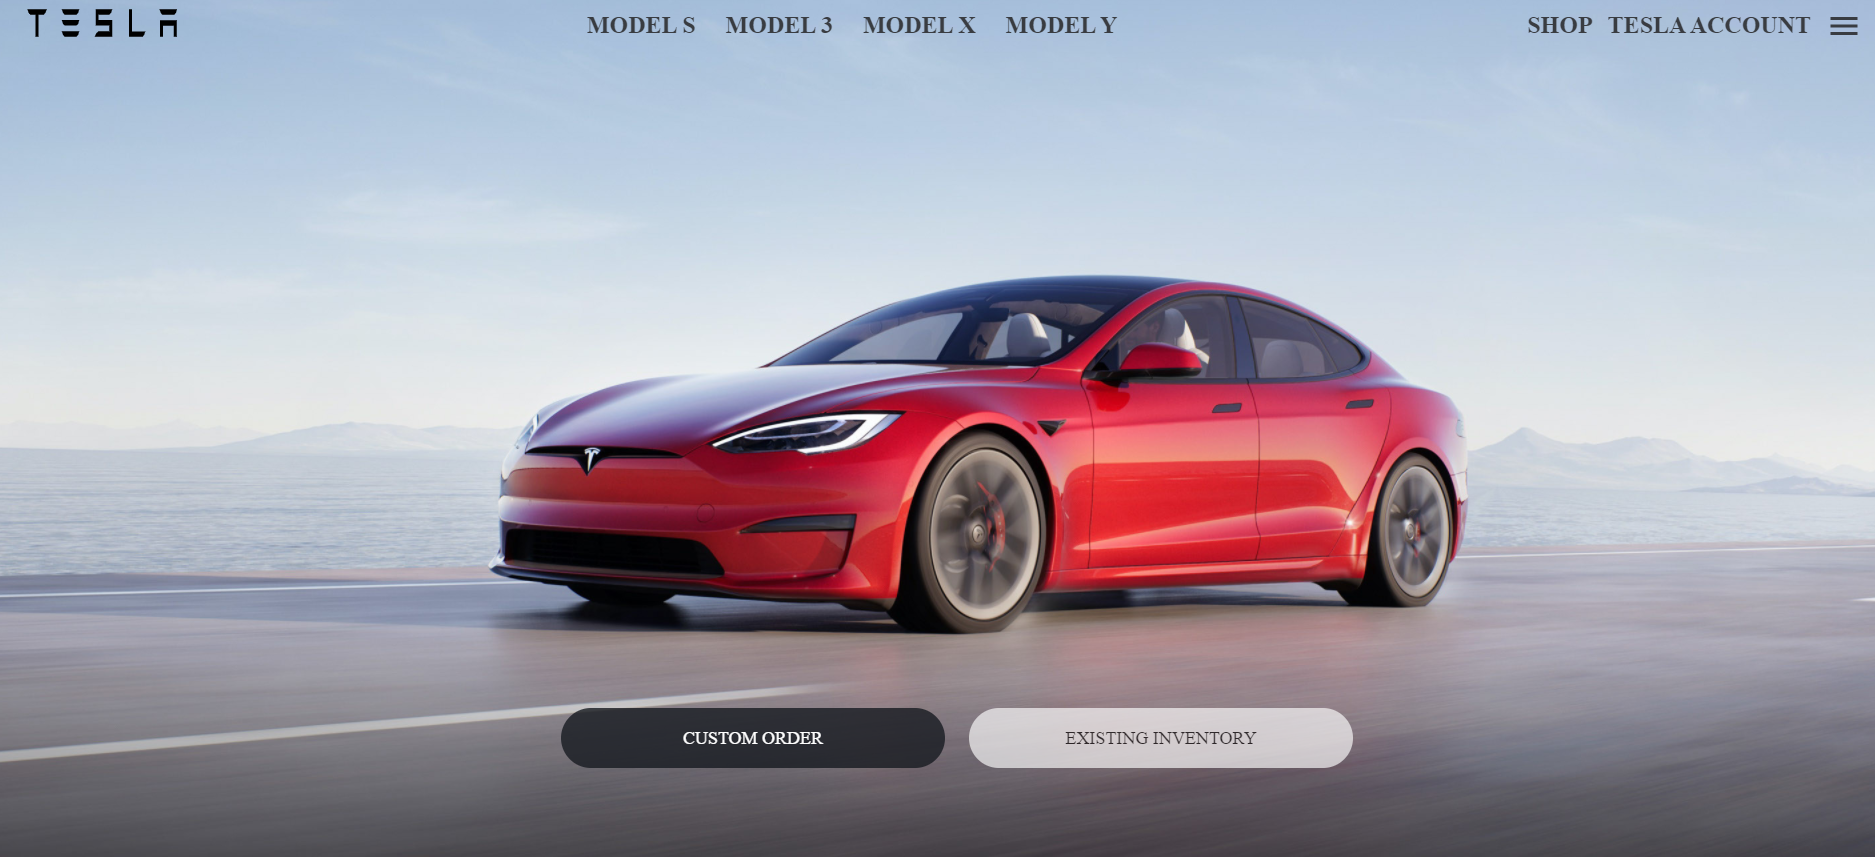 TESLA
MODEL S MODEL 3 MODEL X MODEL Y
SHOP TESLA ACCOUNT
CUSTOM ORDER
EXISTING INVENTORY